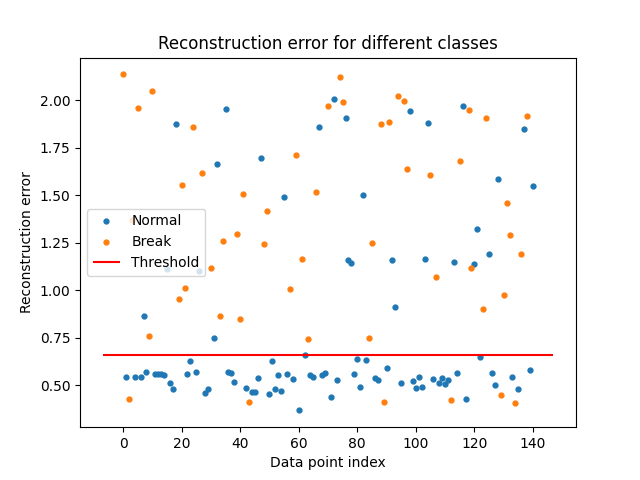 Reconstruction error for different classes
Reconstruction error
2.00
1.75
1.50
1.25
1.00
0.75
0.50
Normal
Break
Threshold
0
20
40
60
80
100
120
140
Data point index